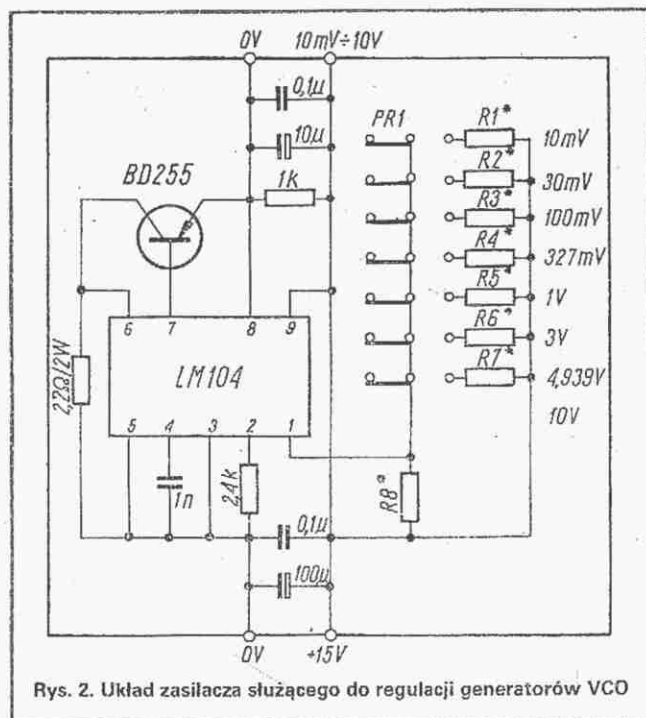 0V 10mV÷10V
0,1µ
10µ
PR1
R1* 10mV
BD255
1k
R2* 30mV
R3* 100mV
R4* 327mV
R5* 1V
R6* 3V
R7* 4,939V
10V
6 7 8 9
LM104
5 4 3 2 1
2,2Ω/2W
1n
2,4k
R8*
0,1µ
100µ
0V +15V
Rys. 2. Układ zasilacza służącego do regulacji generatorów VCO